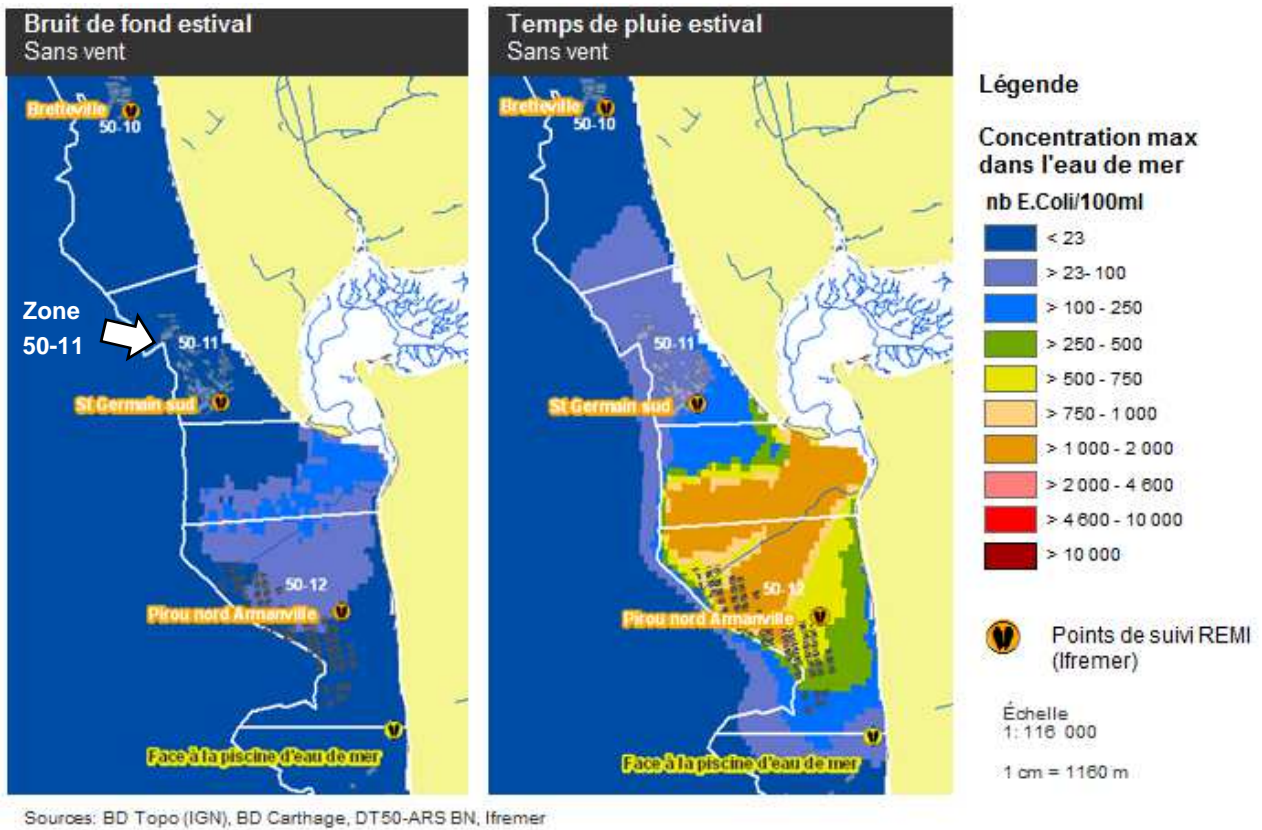 Bruit de fond estival
Sans vent
Bretteville
50-10
Zone
50-11
50-11
St Germain sud
50-12
Pirou nord Armanville
Face à la piscine d'eau de mer
Temps de pluie estival
Sans vent
Bretteville
50-10
50-11
St Germain sud
50-12
Pirou nord Armanville
Face à la piscine d'eau de mer
Légende
Concentration max
dans l'eau de mer
nb E.Coli/100ml
< 23
> 23- 100
> 100 - 250
> 250 - 500
> 500 - 750
> 750 - 1 000
> 1 000 - 2 000
> 2 000 - 4 600
> 4 600 - 10 000
> 10 000
Points de suivi REMI
(Ifremer)
Échelle
1: 116 000
1 cm = 1160 m
Sources: BD Topo (IGN), BD Carthage, DT50-ARS BN, Ifremer